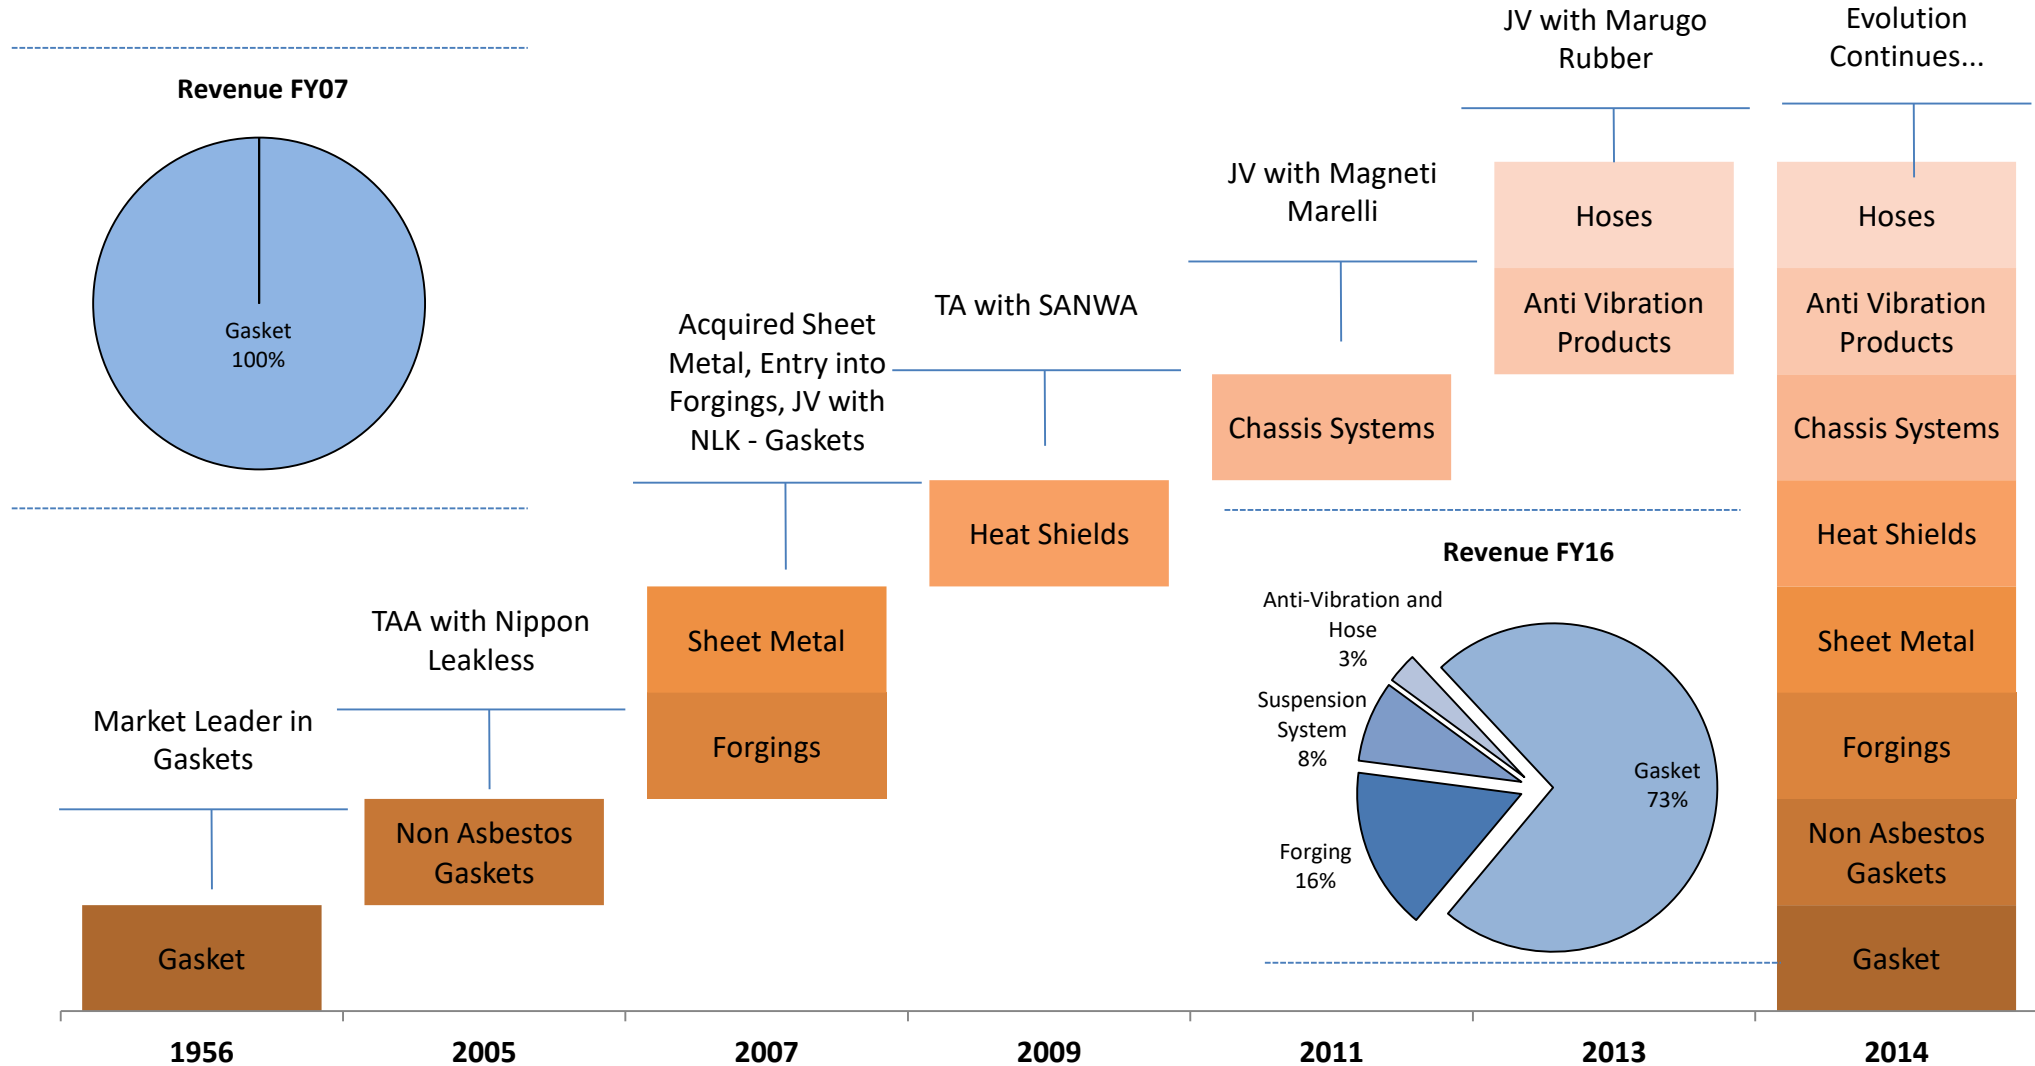 Revenue FY07
Gasket
100%
Market Leader in
Gaskets
Gasket
TAA with Nippon
Leakless
Non Asbestos
Gaskets
Acquired Sheet
Metal, Entry into
Forgings, JV with
NLK - Gaskets
Sheet Metal
Forgings
TA with SANWA
Heat Shields
JV with Magneti
Marelli
Chassis Systems
JV with Marugo
Rubber
Hoses
Anti Vibration
Products
Evolution
Continues...
Hoses
Anti Vibration
Products
Chassis Systems
Heat Shields
Sheet Metal
Forgings
Non Asbestos
Gaskets
Gasket
Revenue FY16
Anti-Vibration and
Hose
3%
Suspension
System
8%
Forging
16%
Gasket
73%
1956
2005
2007
2009
2011
2013
2014